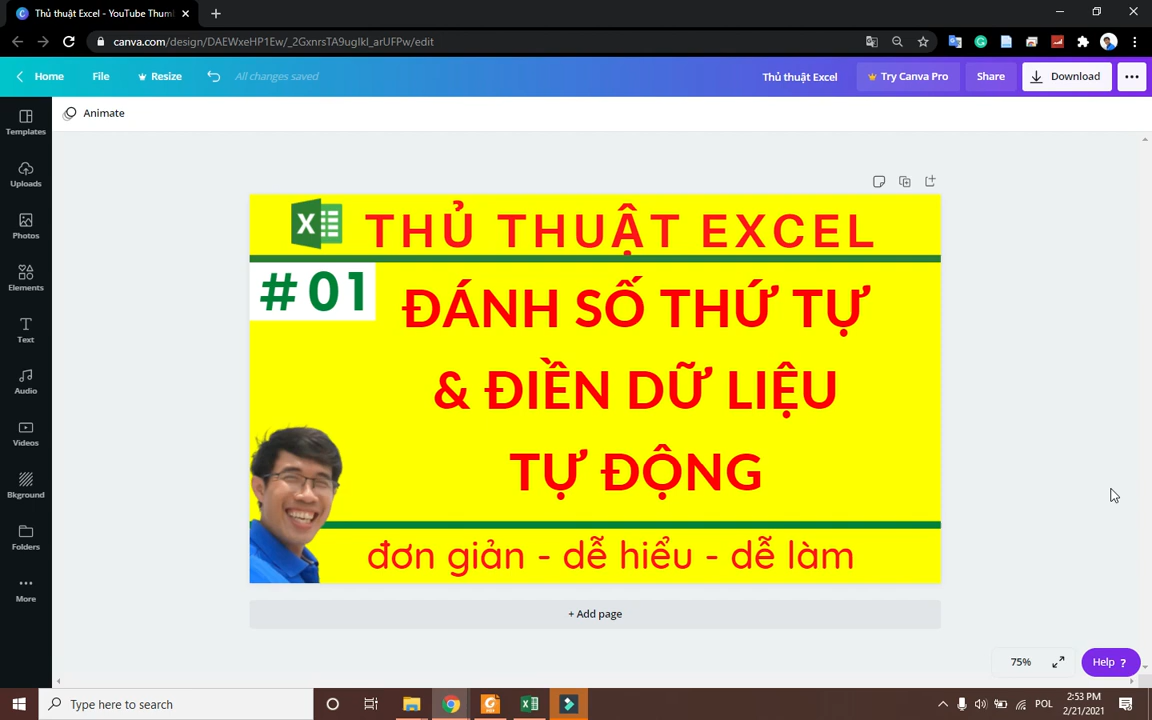 Thủ thuật Excel - YouTube Thum
canva.com/design/DAEWxeHP1Ew/_2GxnrsTA9uglkl_arUFPw/edit
Home File Resize All changes saved Thủ thuật Excel Try Canva Pro Share Download
Animate
Templates
Uploads
Photos
Elements
Text
Audio
Videos
Bkground
Folders
More
THỦ THUẬT EXCEL
#01
ĐÁNH SỐ THỨ TỰ
& ĐIỀN DỮ LIỆU
TỰ ĐỘNG
đơn giản - dễ hiểu - dễ làm
+ Add page
75% Help ?
Type here to search
POL
2:53 PM
2/21/2021